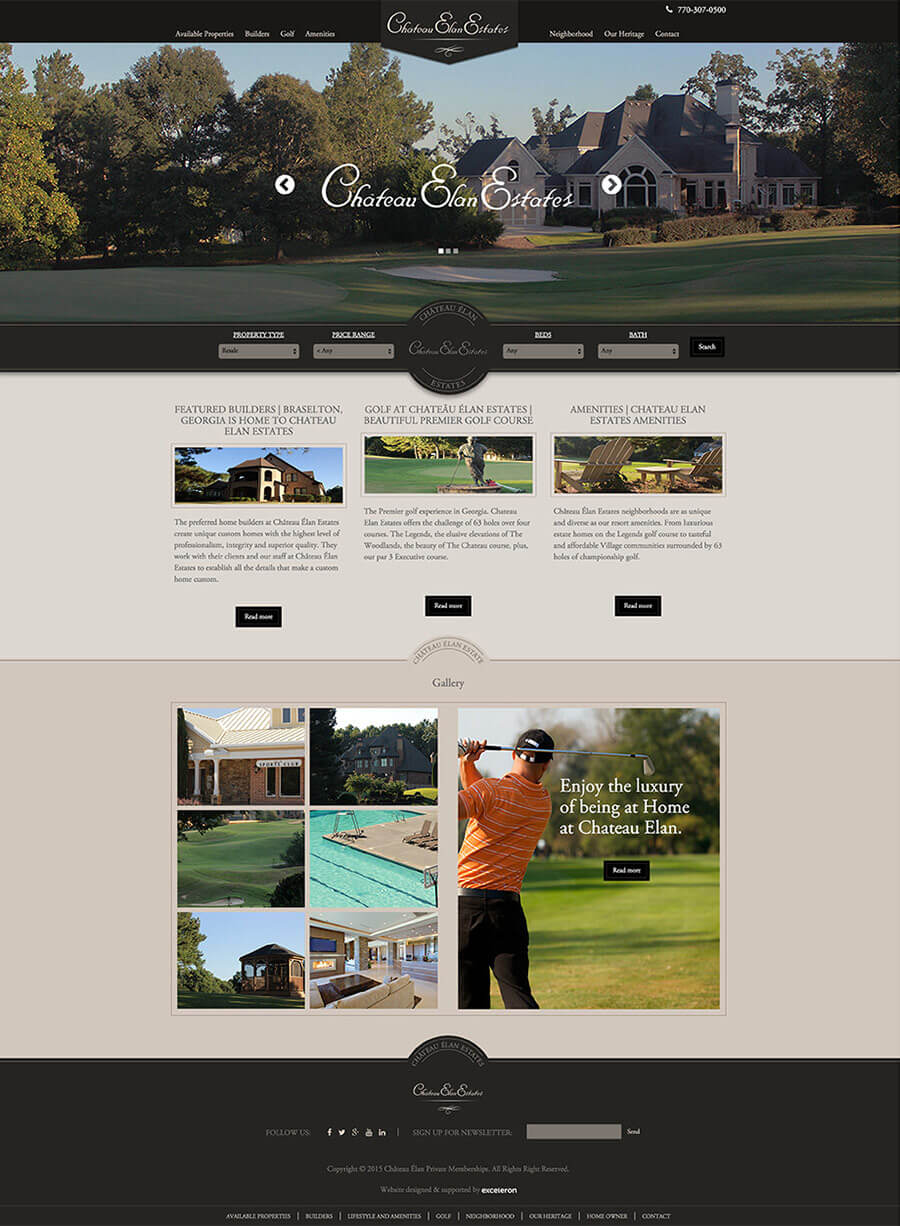 770-307-0500
Available Properties Builders Golf Amenities
Chateau Elan Estates
Neighborhood Our Heritage Contact
Chateau Elan Estates
CHÂTEAU ÉLAN
PROPERTY TYPE PRICE RANGE BEDS BATH
Resale < Any Chateau Elan Estates Any Any Search
ESTATES
FEATURED BUILDERS | BRASELTON,
GEORGIA IS HOME TO CHATEAU
ELAN ESTATES
The preferred home builders at Château Élan Estates
create unique custom homes with the highest level of
professionalism, integrity and superior quality. They
work with their clients and our staff at Château Élan
Estates to establish all the details that make a custom
home custom.
Read more
GOLF AT CHATEÂU ÉLAN ESTATES |
BEAUTIFUL PREMIER GOLF COURSE
The Premier golf experience in Georgia. Chateau
Elan Estates offers the challenge of 63 holes over four
courses. The Legends, the elusive elevations of The
Woodlands, the beauty of The Chateau course, plus,
our par 3 Executive course.
Read more
AMENITIES | CHATEAU ELAN
ESTATES AMENITIES
Château Élan Estates neighborhoods are as unique
and diverse as our resort amenities. From luxurious
estate homes on the Legends golf course to tasteful
and affordable Village communities surrounded by 63
holes of championship golf.
Read more
CHÂTEAU ÉLAN ESTATE
Gallery
SPORTS CLUB
Enjoy the luxury
of being at Home
at Chateau Elan.
Read more
CHÂTEAU ÉLAN ESTATES
Chateau Elan Estates
FOLLOW US: | SIGN UP FOR NEWSLETTER: Send
Copyright © 2015 Château Élan Private Memberships. All Rights Right Reserved.
Website designed & supported by exceleron
AVAILABLE PROPERTIES | BUILDERS | LIFESTYLE AND AMENITIES | GOLF | NEIGHBORHOOD | OUR HERITAGE | HOME OWNER | CONTACT